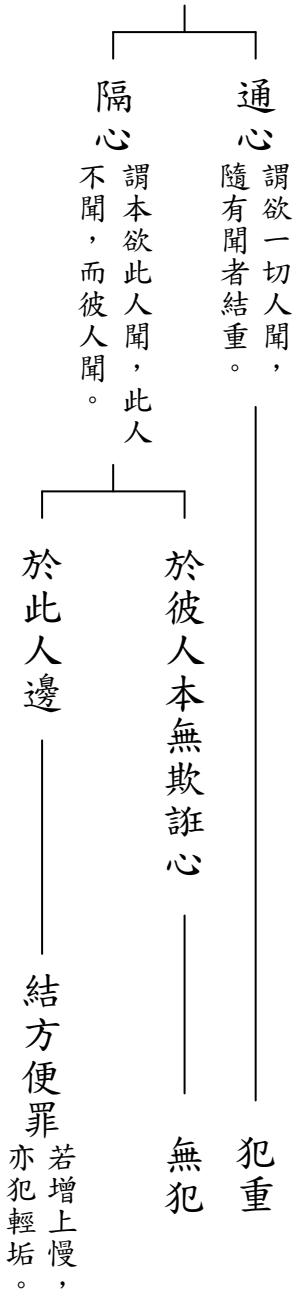 通心
謂欲一切人聞，
隨有聞者結重。
犯重
隔心
謂本欲此人聞，此人
不聞，而彼人聞。
於彼人本無欺誑心
無犯
於此人邊
結方便罪
若增上慢，
亦犯輕垢。